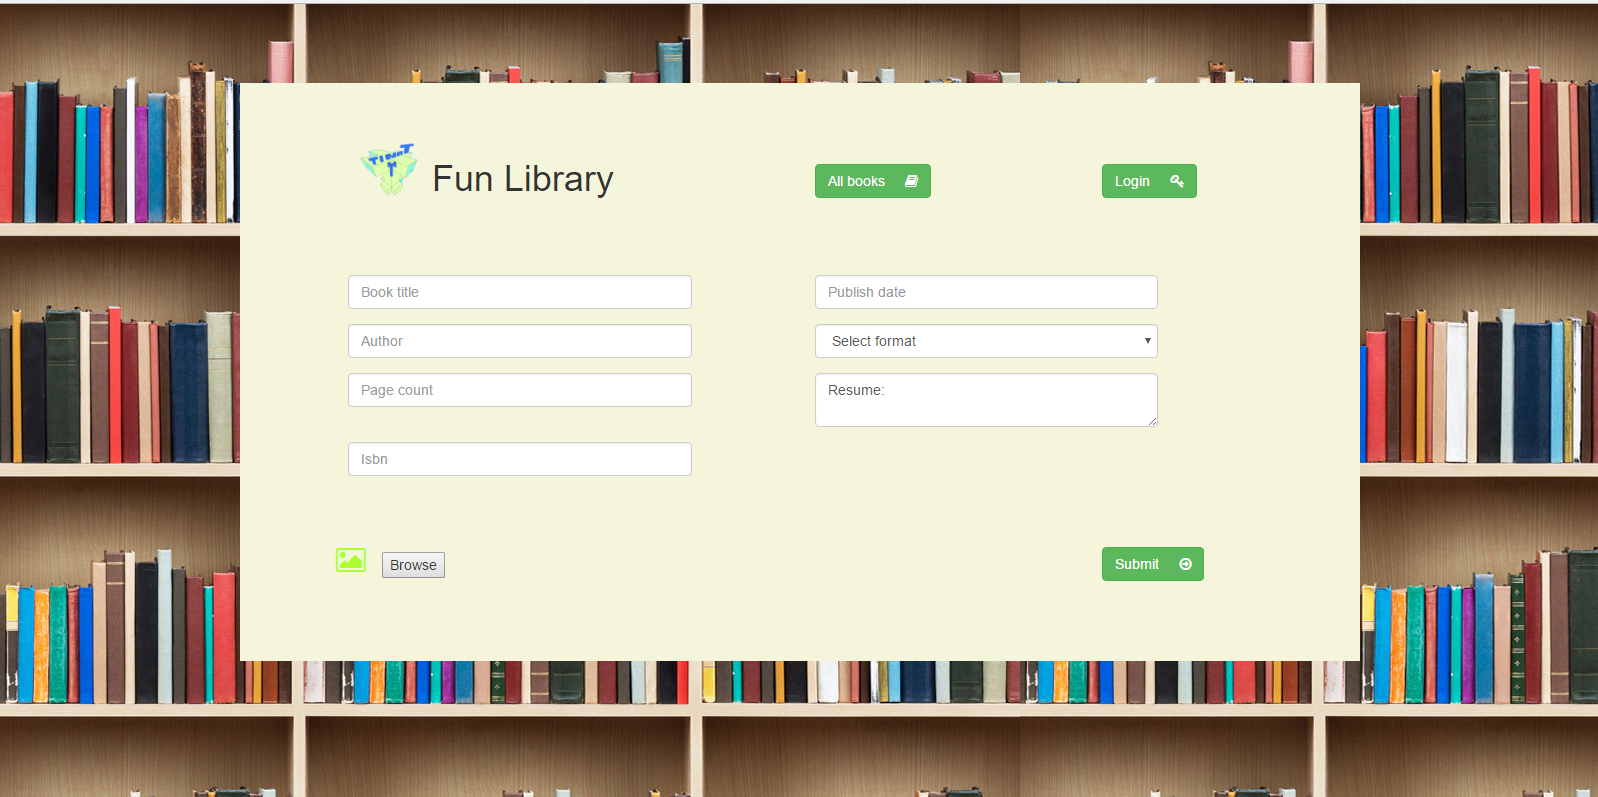 Fun Library
All books
Login
Book title
Publish date
Author
Select format
Page count
Resume:
Isbn
Browse
Submit